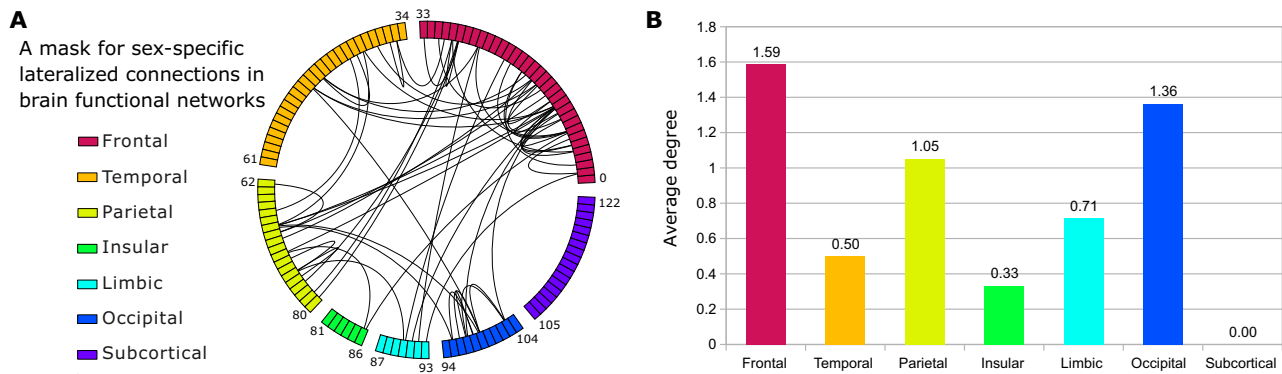 A
A mask for sex-specific
lateralized connections in
brain functional networks
Frontal
Temporal
Parietal
Insular
Limbic
Occipital
Subcortical
34
33
61
0
62
122
80
81
86
87
93
94
104
105
B
Average degree
1.8
1.6
1.4
1.2
1
0.8
0.6
0.4
0.2
0
1.59
0.50
1.05
0.33
0.71
1.36
0.00
Frontal
Temporal
Parietal
Insular
Limbic
Occipital
Subcortical